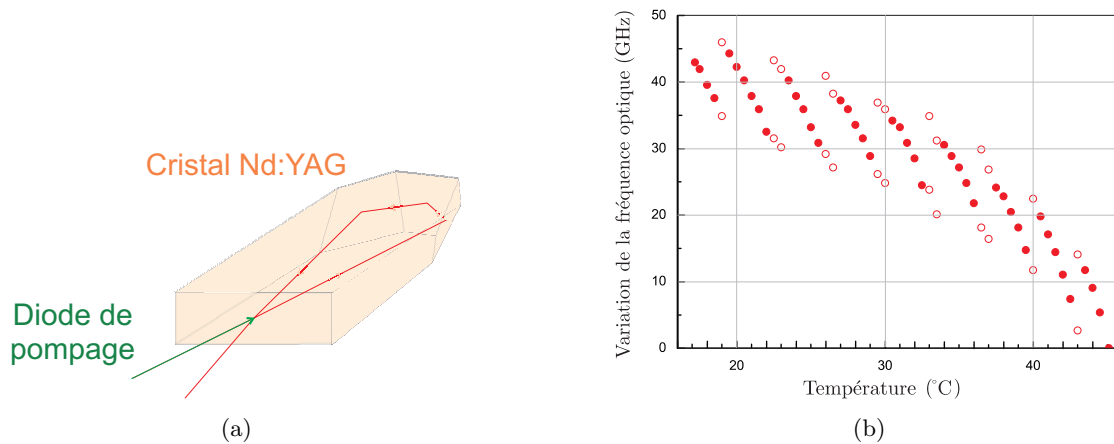 Cristal Nd:YAG
Diode de
pompage
(a)
Variation de la fréquence optique (GHz)
50
40
30
20
10
0
20
30
40
Température (°C)
(b)